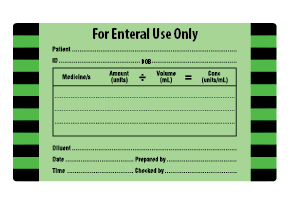 For Enteral Use Only
Patient
ID DOB
Medicine/s Amount (units) ÷ Volume (mL) = Conc (units/mL)
Diluent
Date Prepared by
Time Checked by